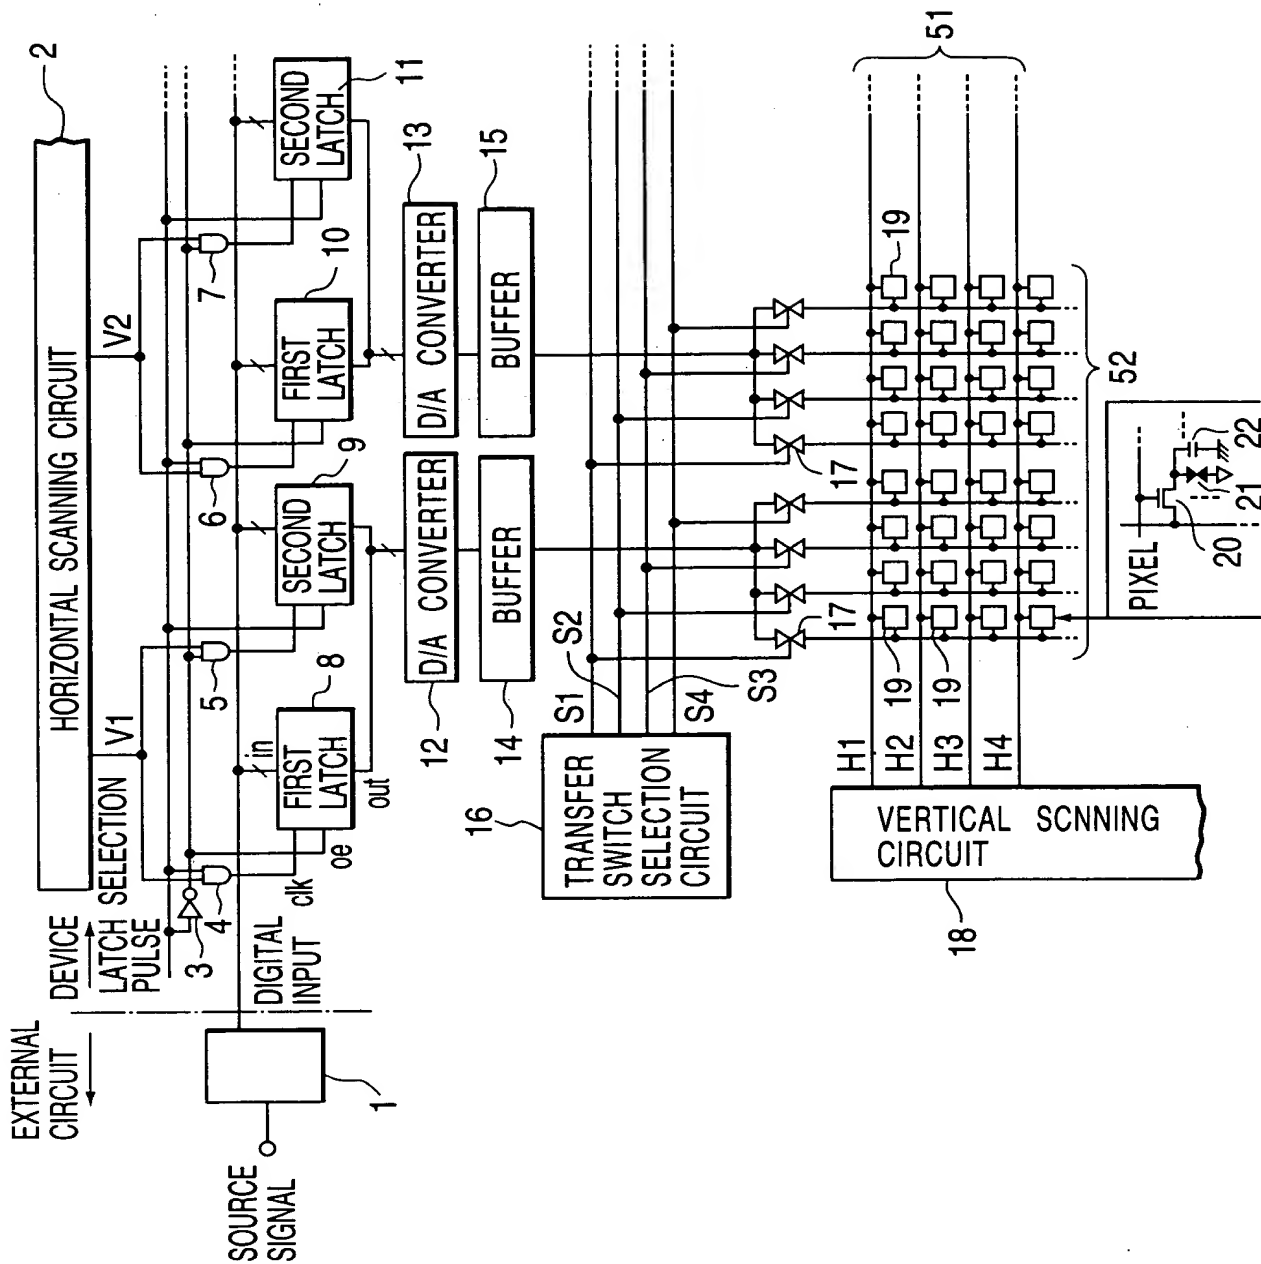 EXTERNAL
CIRCUIT
DEVICE
HORIZONTAL SCANNING CIRCUIT
2
LATCH SELECTION
PULSE
V1
V2
3
4
5
6
7
SOURCE
SIGNAL
1
DIGITAL
INPUT
clk
oe
in
out
FIRST
LATCH
8
SECOND
LATCH
9
FIRST
LATCH
10
SECOND
LATCH
11
12
D/A CONVERTER
D/A CONVERTER
13
14
BUFFER
BUFFER
15
16
TRANSFER
SWITCH
SELECTION
CIRCUIT
S1
S2
S3
S4
17
17
18
VERTICAL SCNNING
CIRCUIT
H1
H2
H3
H4
19
19
19
51
52
PIXEL
20
21
22